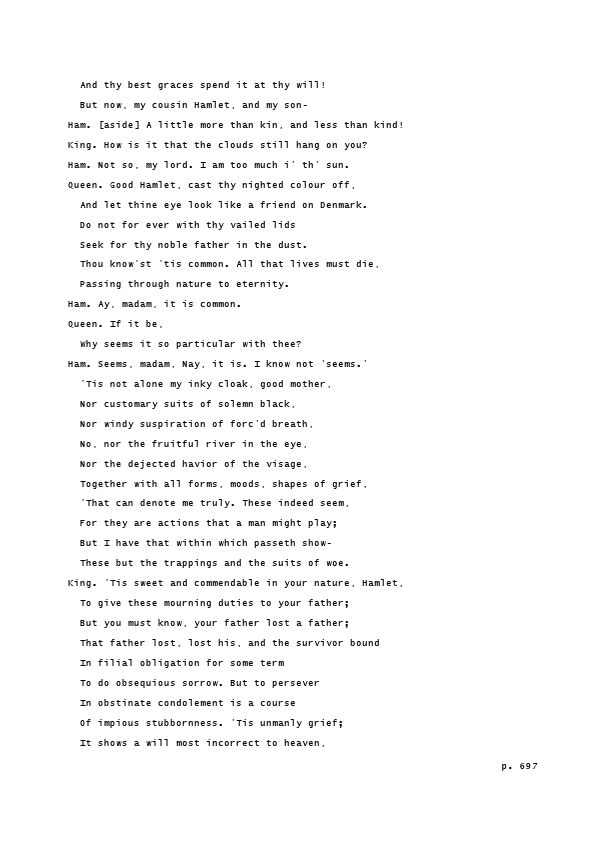 And thy best graces spend it at thy will!
But now, my cousin Hamlet, and my son-
Ham. [aside] A little more than kin, and less than kind!
King. How is it that the clouds still hang on you?
Ham. Not so, my lord. I am too much i' th' sun.
Queen. Good Hamlet, cast thy nighted colour off,
And let thine eye look like a friend on Denmark.
Do not for ever with thy vailed lids
Seek for thy noble father in the dust.
Thou know'st 'tis common. All that lives must die,
Passing through nature to eternity.
Ham. Ay, madam, it is common.
Queen. If it be,
Why seems it so particular with thee?
Ham. Seems, madam, Nay, it is. I know not 'seems.'
'Tis not alone my inky cloak, good mother,
Nor customary suits of solemn black,
Nor windy suspiration of forc'd breath,
No, nor the fruitful river in the eye,
Nor the dejected havior of the visage,
Together with all forms, moods, shapes of grief,
'That can denote me truly. These indeed seem,
For they are actions that a man might play;
But I have that within which passeth show-
These but the trappings and the suits of woe.
King. 'Tis sweet and commendable in your nature, Hamlet,
To give these mourning duties to your father;
But you must know, your father lost a father;
That father lost, lost his, and the survivor bound
In filial obligation for some term
To do obsequious sorrow. But to persever
In obstinate condolement is a course
Of impious stubbornness. 'Tis unmanly grief;
It shows a will most incorrect to heaven,
p. 697